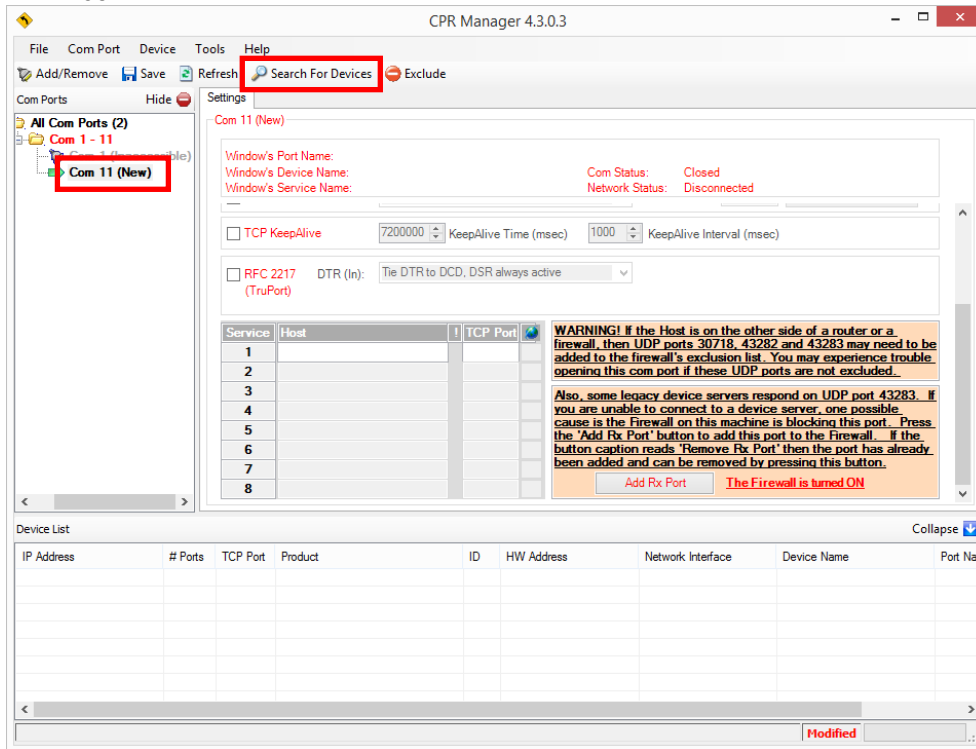 CPR Manager 4.3.0.3
File Com Port Device Tools Help
Add/Remove Save Refresh Search For Devices Exclude
Com Ports Hide
Settings
All Com Ports (2)
Com 1 - 11
Com 1 (Inaccessible)
Com 11 (New)
Com 11 (New)
Window's Port Name:
Window's Device Name: Com Status: Closed
Window's Service Name: Network Status: Disconnected
TCP KeepAlive 7200000 KeepAlive Time (msec) 1000 KeepAlive Interval (msec)
RFC 2217 DTR (In): Tie DTR to DCD, DSR always active
(TruPort)
Service Host ! TCP Port
1
2
3
4
5
6
7
8
WARNING! If the Host is on the other side of a router or a
firewall, then UDP ports 30718, 43282 and 43283 may need to be
added to the firewall's exclusion list. You may experience trouble
opening this com port if these UDP ports are not excluded.
Also, some legacy device servers respond on UDP port 43283. If
you are unable to connect to a device server, one possible
cause is the Firewall on this machine is blocking this port. Press
the 'Add Rx Port' button to add this port to the Firewall. If the
button caption reads 'Remove Rx Port' then the port has already
been added and can be removed by pressing this button.
Add Rx Port The Firewall is turned ON
Device List Collapse
IP Address # Ports TCP Port Product ID HW Address Network Interface Device Name Port Na
Modified